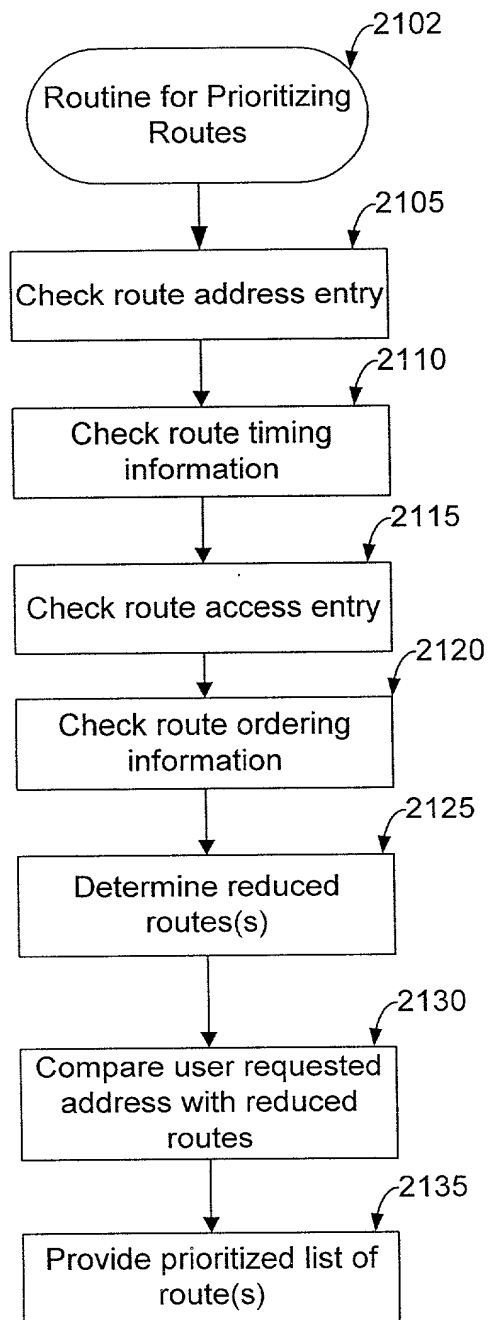 2102
Routine for Prioritizing
Routes
2105
Check route address entry
2110
Check route timing
information
2115
Check route access entry
2120
Check route ordering
information
2125
Determine reduced
routes(s)
2130
Compare user requested
address with reduced
routes
2135
Provide prioritized list of
route(s)